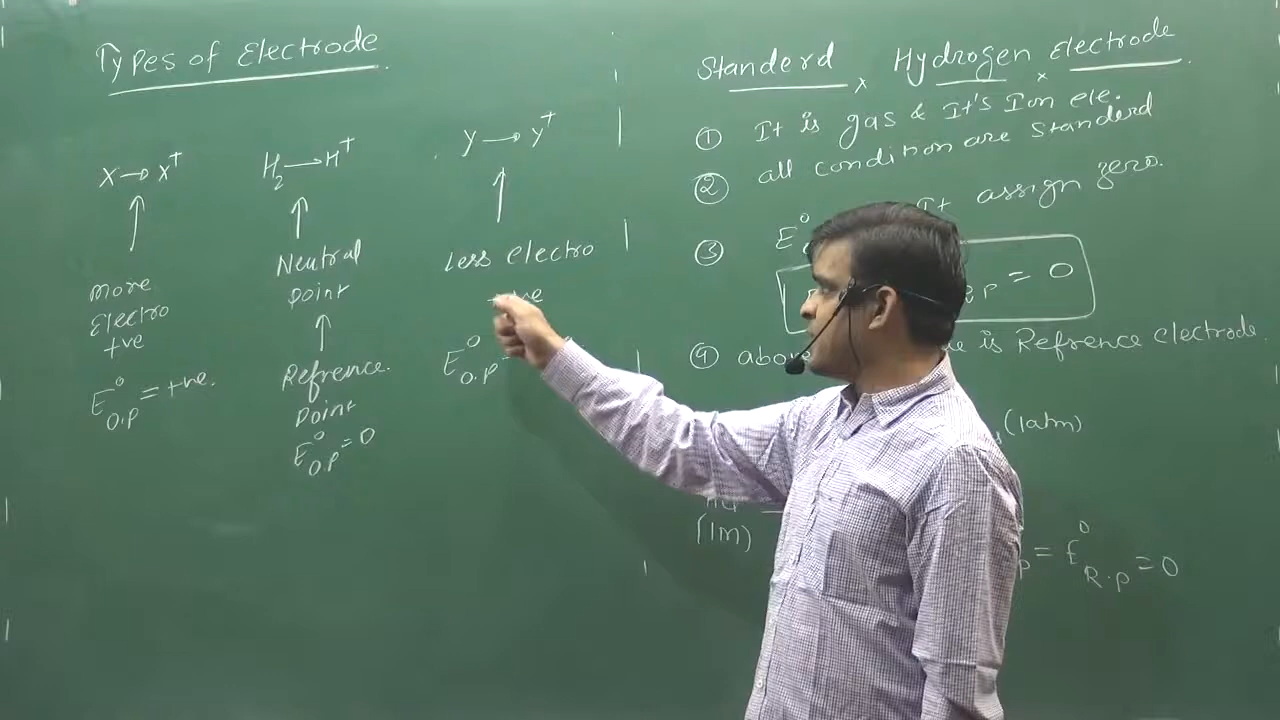 Types of Electrode
X → X⁺
H₂ → H⁺
Y → Y⁺
More
Electro
+ve
E°O.P = +ve.
Neutral
Point
Refrence
Point
E°O.P = 0
Less electro
E°O.P
Standerd Hydrogen Electrode
① It is gas & It's Ion ele.
② all condition are standerd
③ E° It assign zero.
R.P = 0
④ is Refrence electrode.
(1atm)
(1m)
= E°R.P = 0